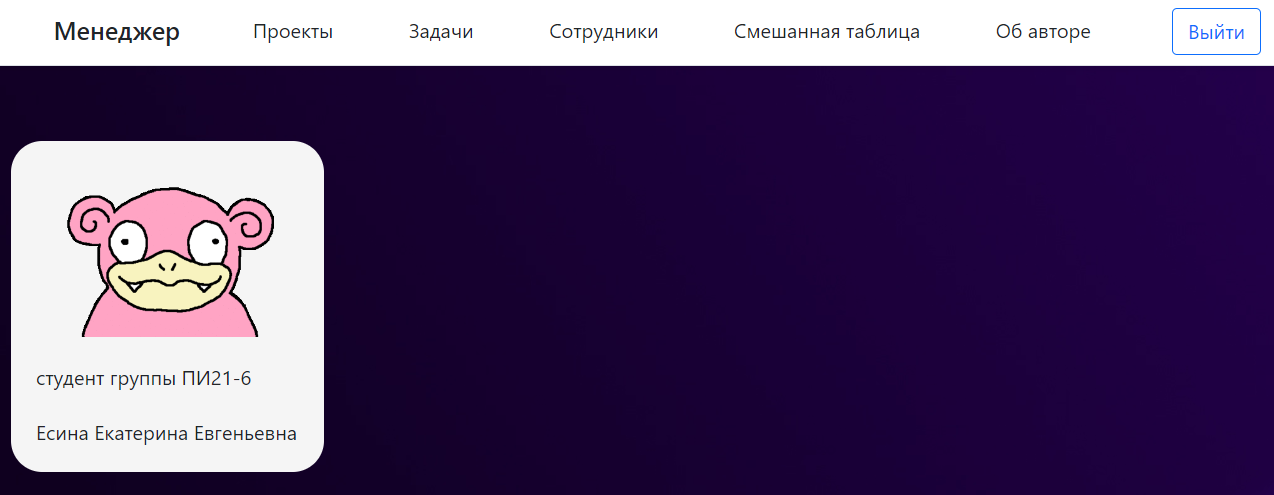 Менеджер Проекты Задачи Сотрудники Смешанная таблица Об авторе Выйти
студент группы ПИ21-6
Есина Екатерина Евгеньевна